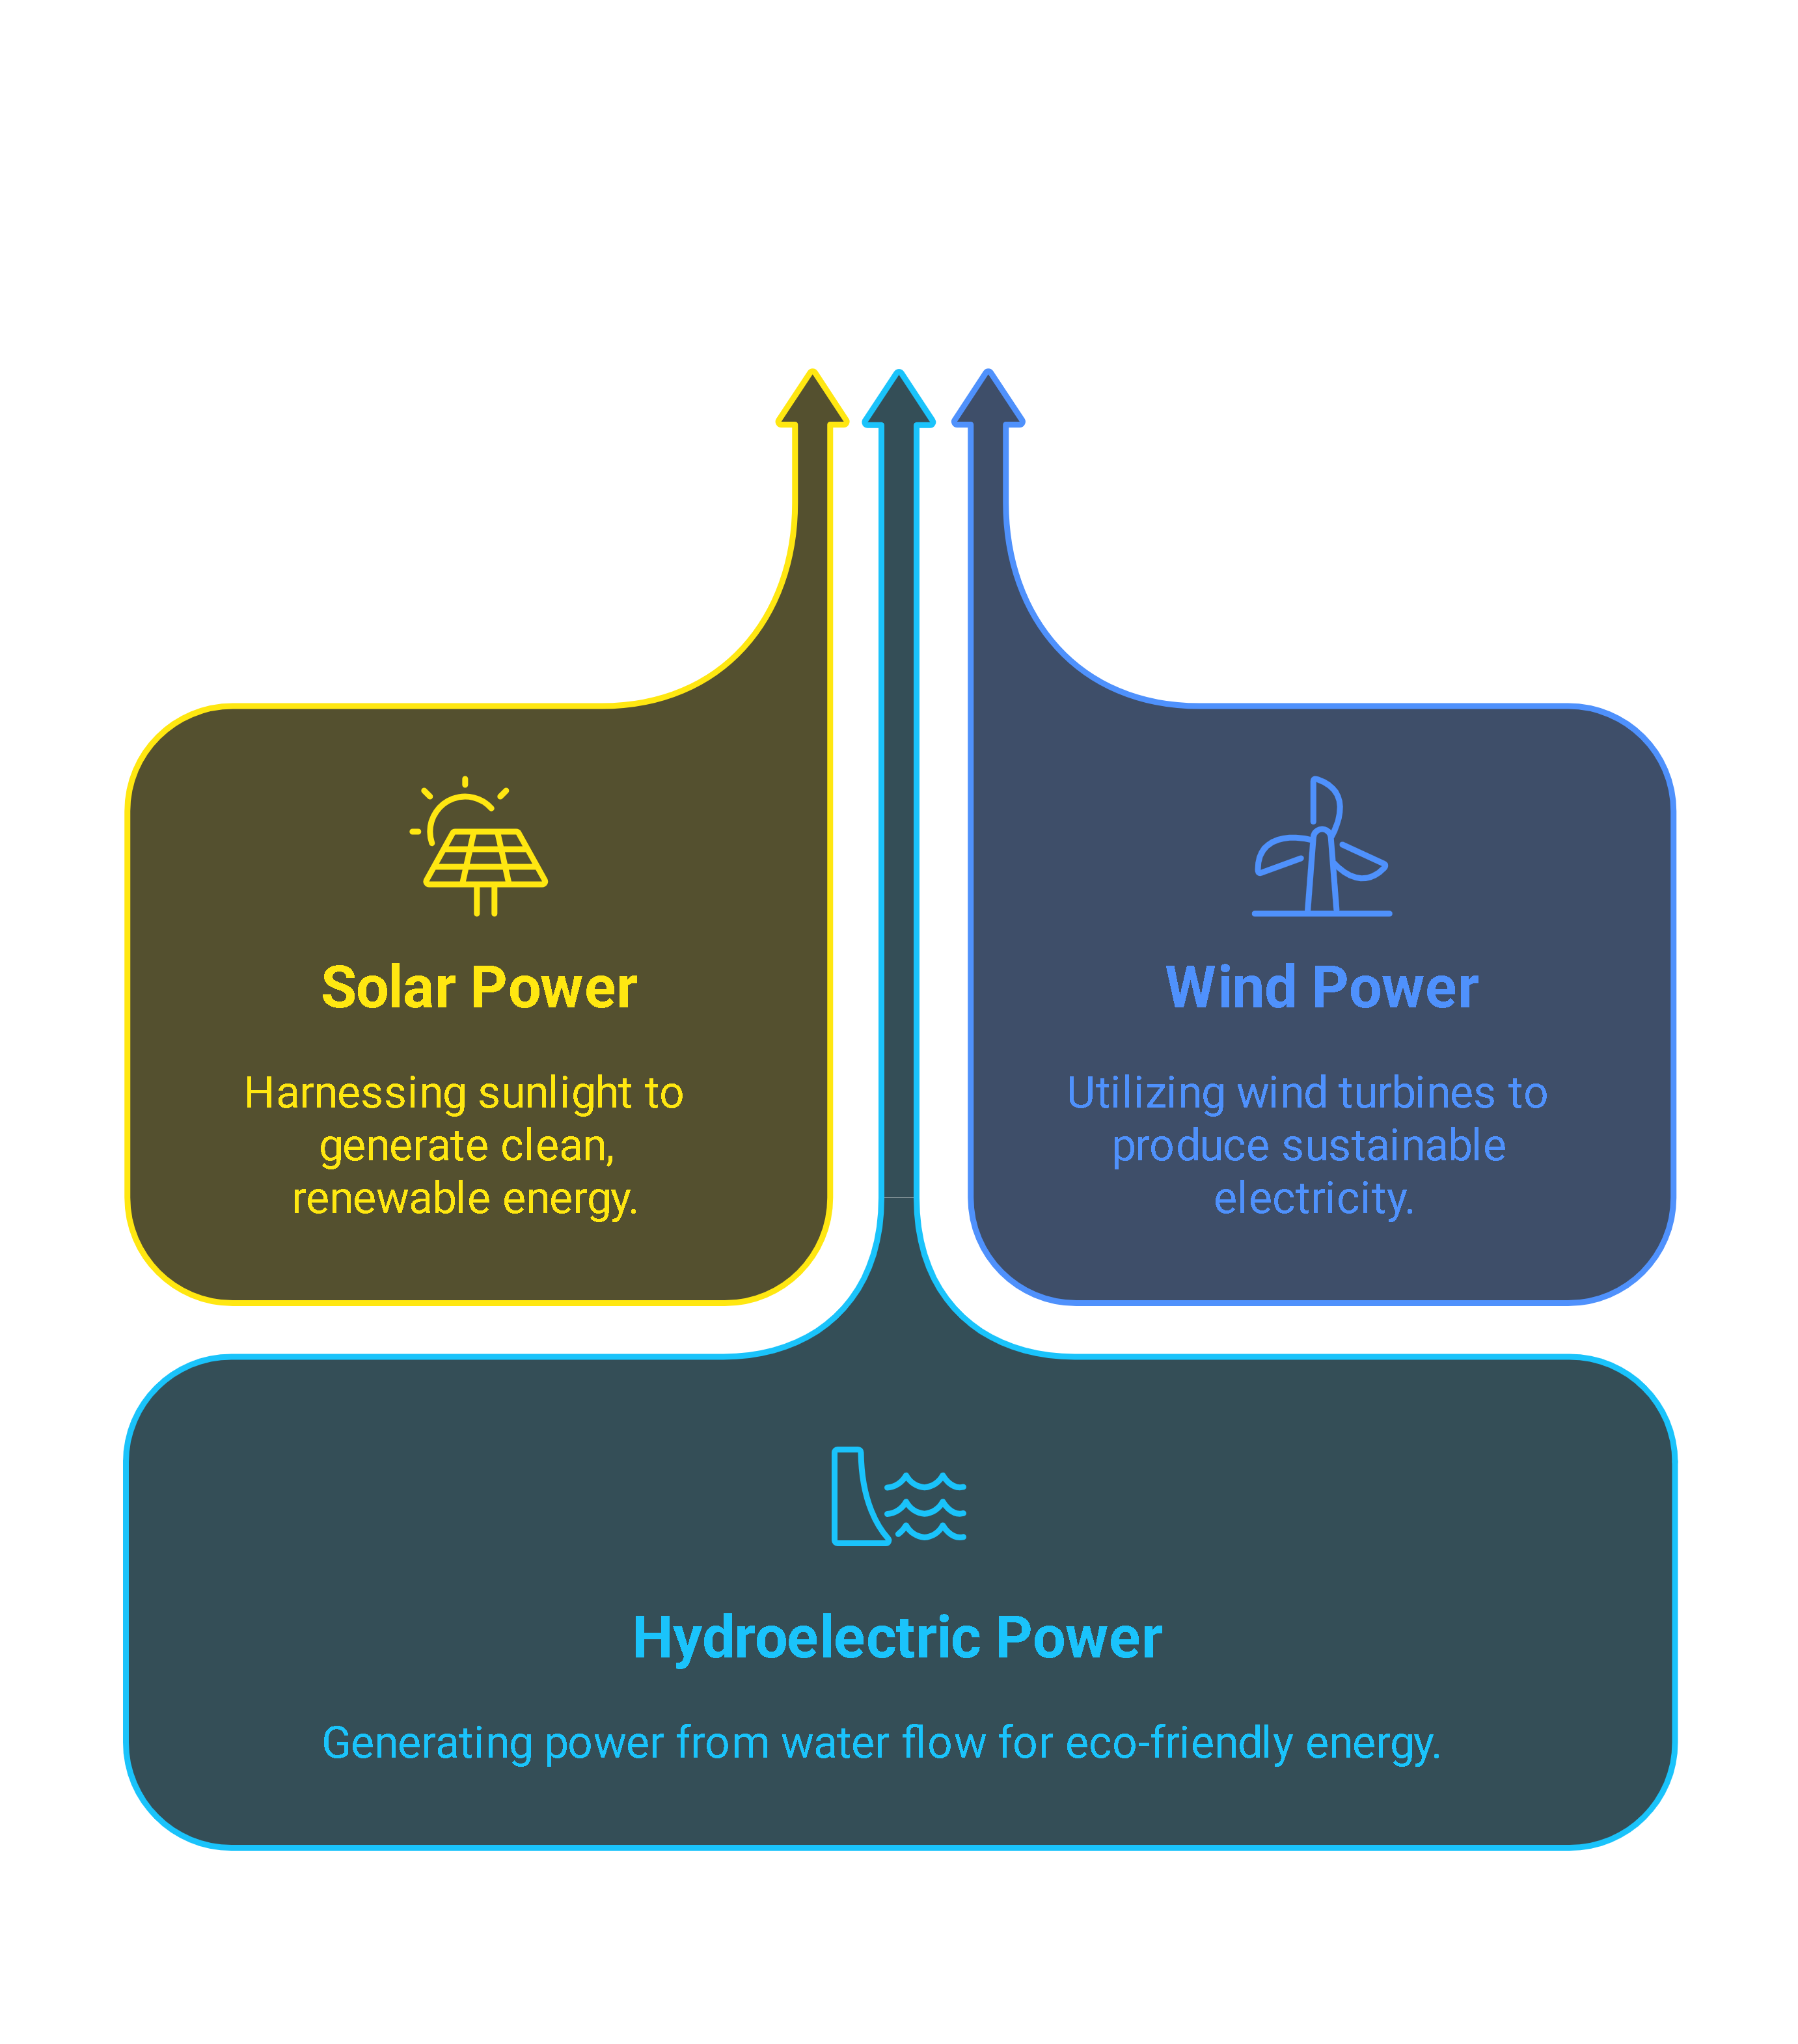 Solar Power
Harnessing sunlight to
generate clean,
renewable energy.
Wind Power
Utilizing wind turbines to
produce sustainable
electricity.
Hydroelectric Power
Generating power from water flow for eco-friendly energy.